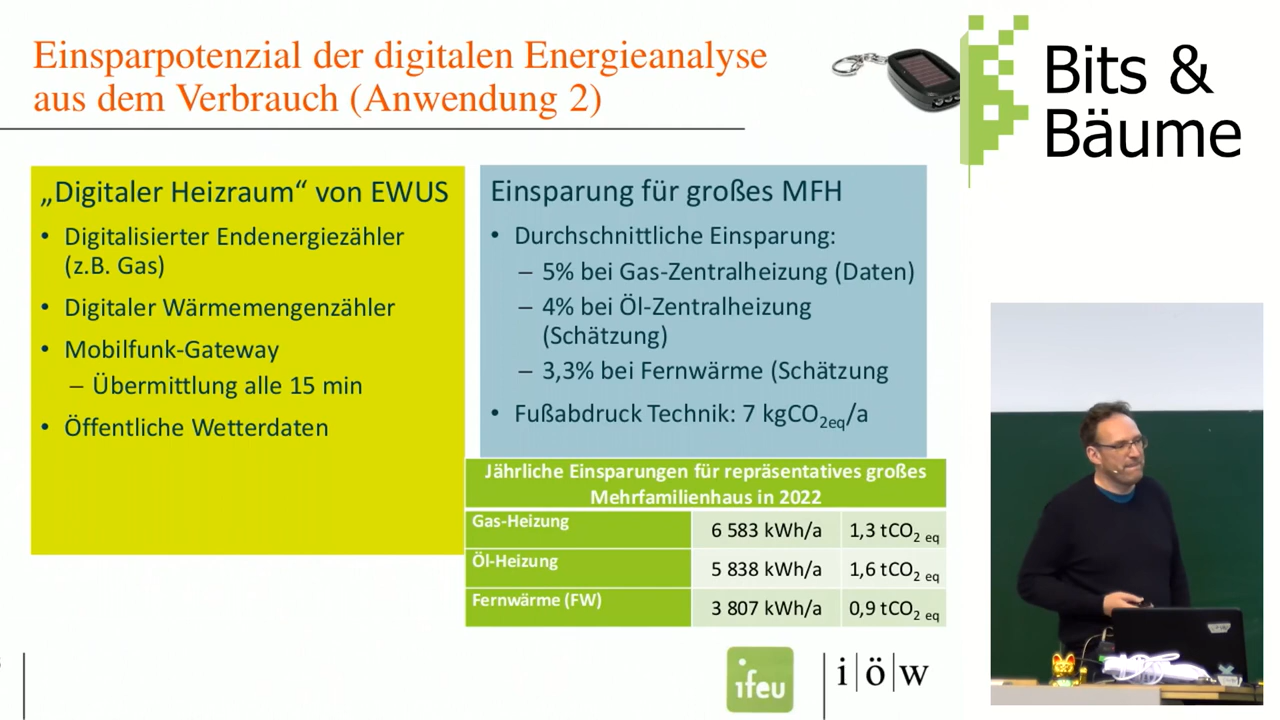 Einsparpotenzial der digitalen Energieanalyse
aus dem Verbrauch (Anwendung 2)
Bits &
Bäume
„Digitaler Heizraum“ von EWUS
• Digitalisierter Endenergiezähler
(z.B. Gas)
• Digitaler Wärmemengenzähler
• Mobilfunk-Gateway
– Übermittlung alle 15 min
• Öffentliche Wetterdaten
Einsparung für großes MFH
• Durchschnittliche Einsparung:
– 5% bei Gas-Zentralheizung (Daten)
– 4% bei Öl-Zentralheizung
(Schätzung)
– 3,3% bei Fernwärme (Schätzung
• Fußabdruck Technik: 7 kgCO2eq/a
Jährliche Einsparungen für repräsentatives großes
Mehrfamilienhaus in 2022
Gas-Heizung 6 583 kWh/a 1,3 tCO2 eq
Öl-Heizung 5 838 kWh/a 1,6 tCO2 eq
Fernwärme (FW) 3 807 kWh/a 0,9 tCO2 eq
ifeu
i|ö|w